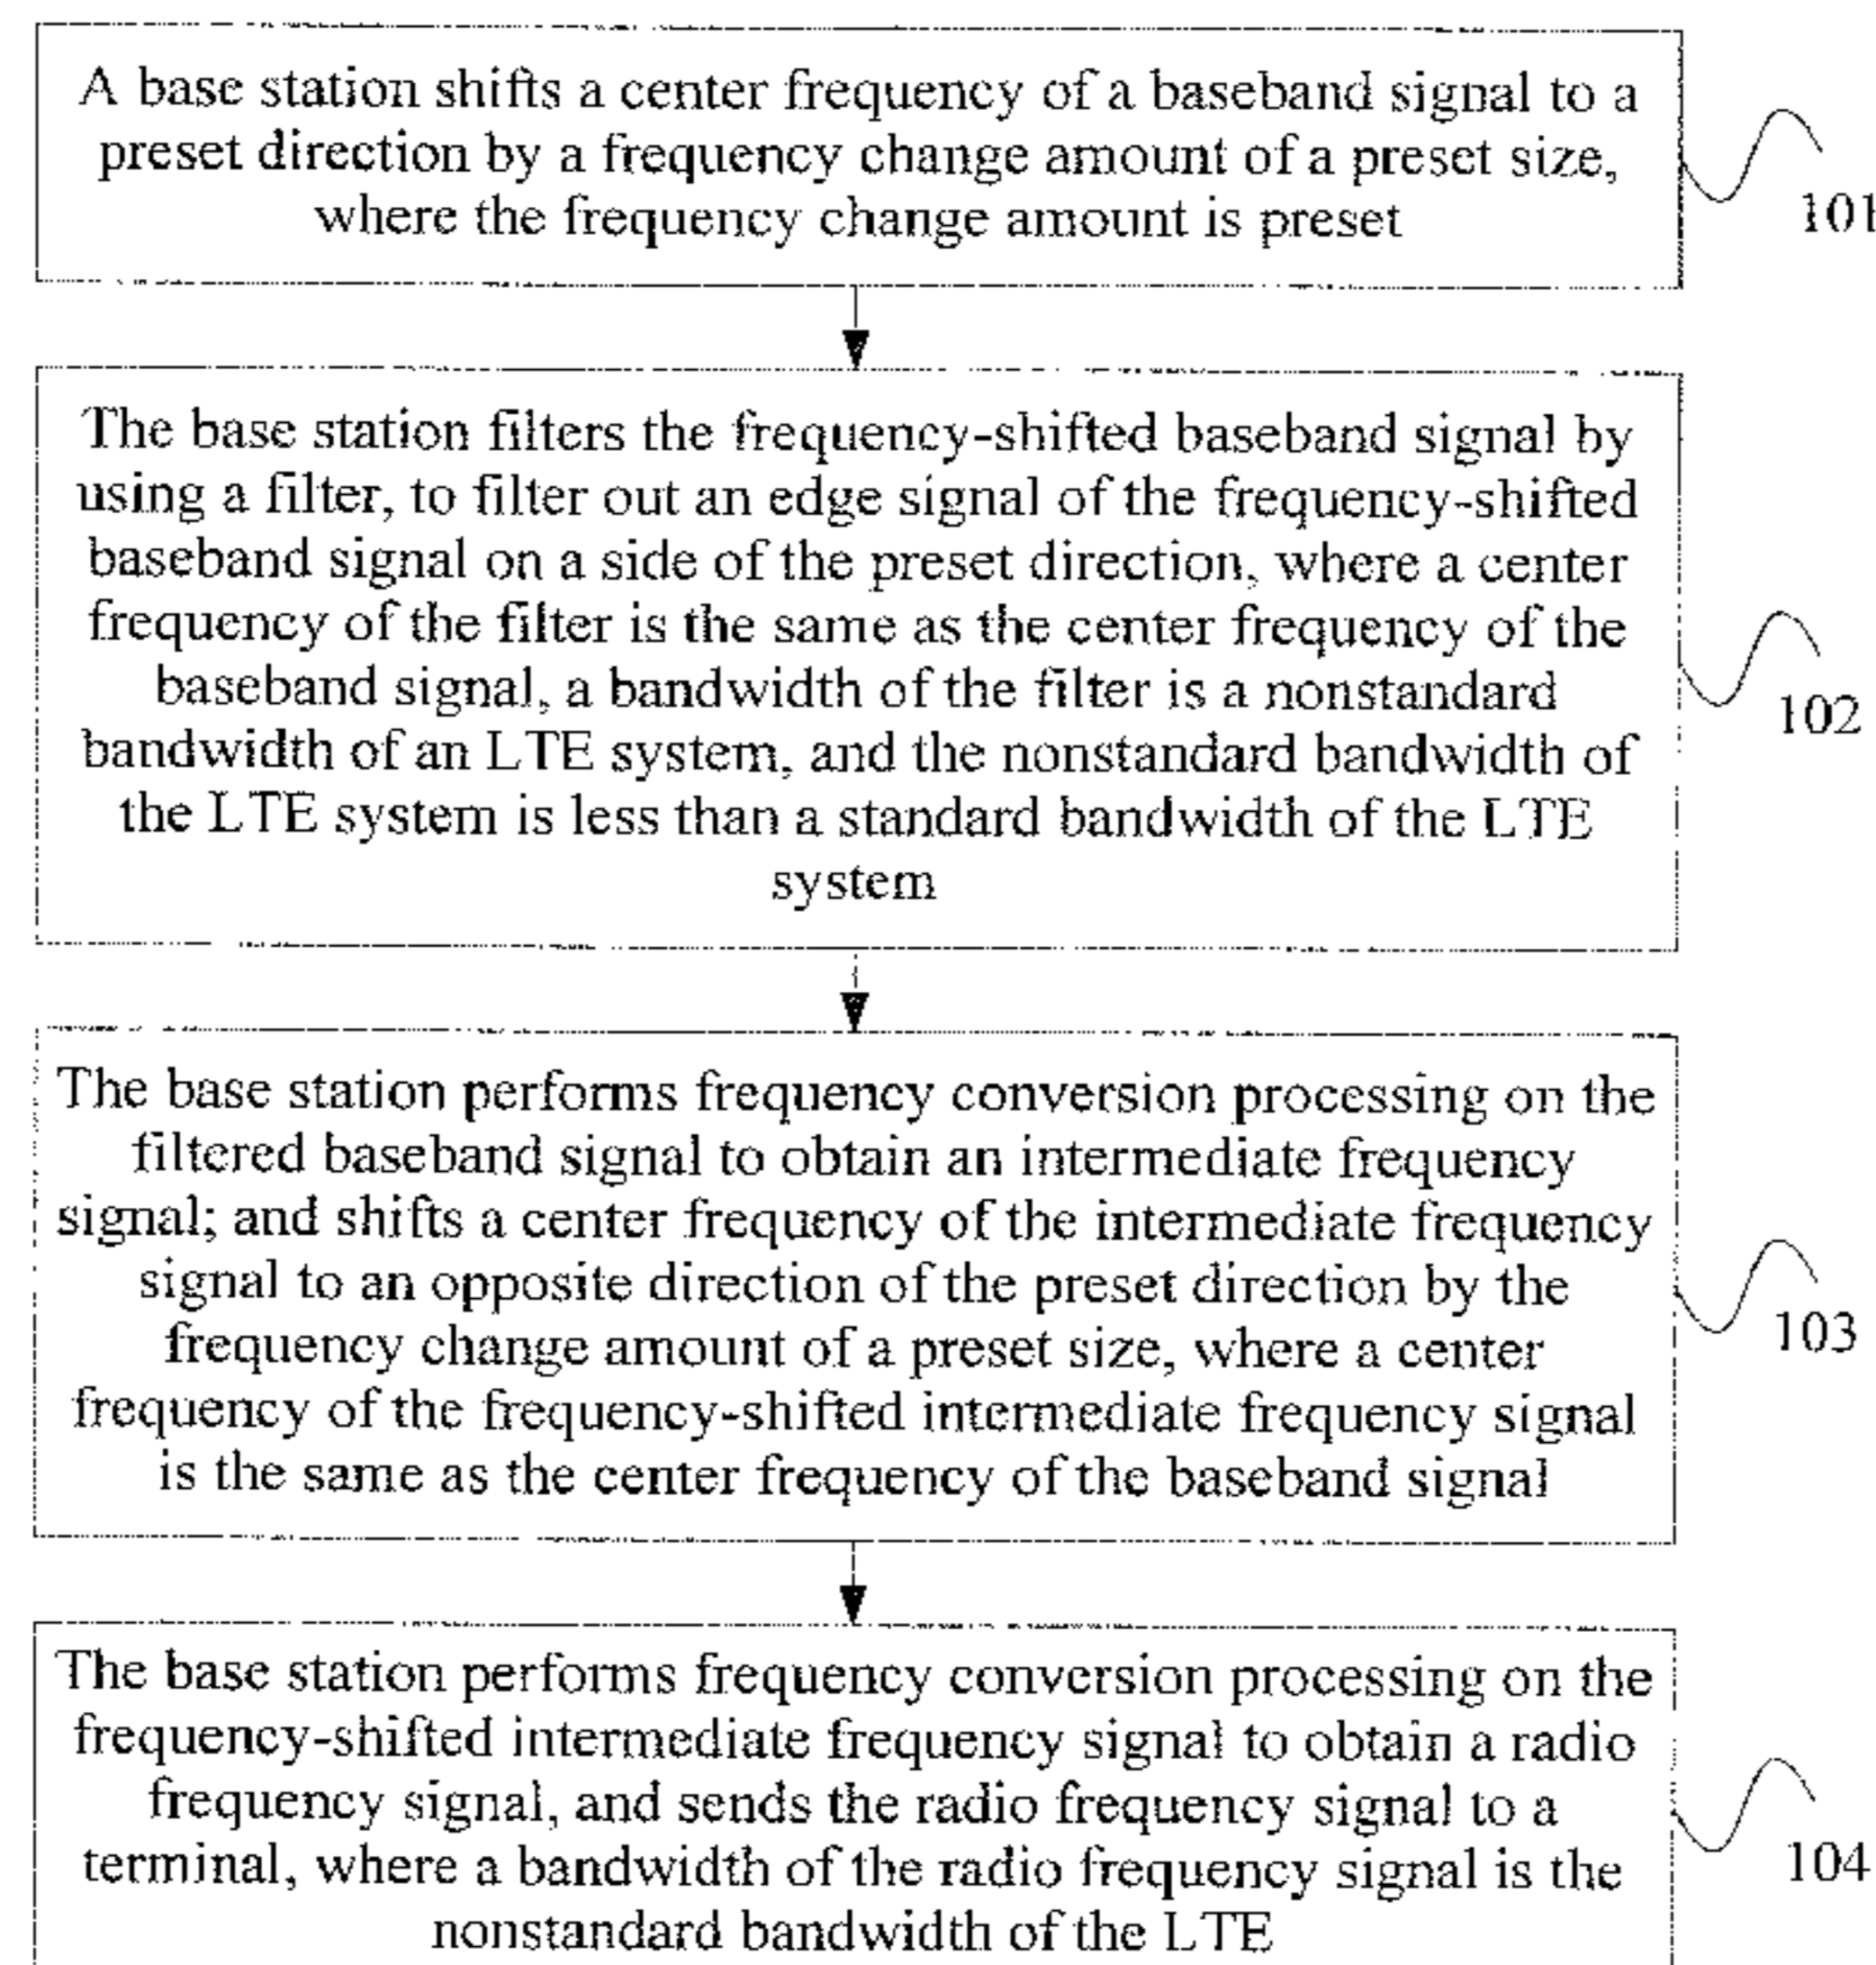 A base station shifts a center frequency of a baseband signal to a
preset direction by a frequency change amount of a preset size,
where the frequency change amount is preset
101
The base station filters the frequency-shifted baseband signal by
using a filter, to filter out an edge signal of the frequency-shifted
baseband signal on a side of the preset direction, where a center
frequency of the filter is the same as the center frequency of the
baseband signal, a bandwidth of the filter is a nonstandard
bandwidth of an LTE system, and the nonstandard bandwidth of
the LTE system is less than a standard bandwidth of the LTE
system
102
The base station performs frequency conversion processing on the
filtered baseband signal to obtain an intermediate frequency
signal; and shifts a center frequency of the intermediate frequency
signal to an opposite direction of the preset direction by the
frequency change amount of a preset size, where a center
frequency of the frequency-shifted intermediate frequency signal
is the same as the center frequency of the baseband signal
103
The base station performs frequency conversion processing on the
frequency-shifted intermediate frequency signal to obtain a radio
frequency signal, and sends the radio frequency signal to a
terminal, where a bandwidth of the radio frequency signal is the
nonstandard bandwidth of the LTE
104